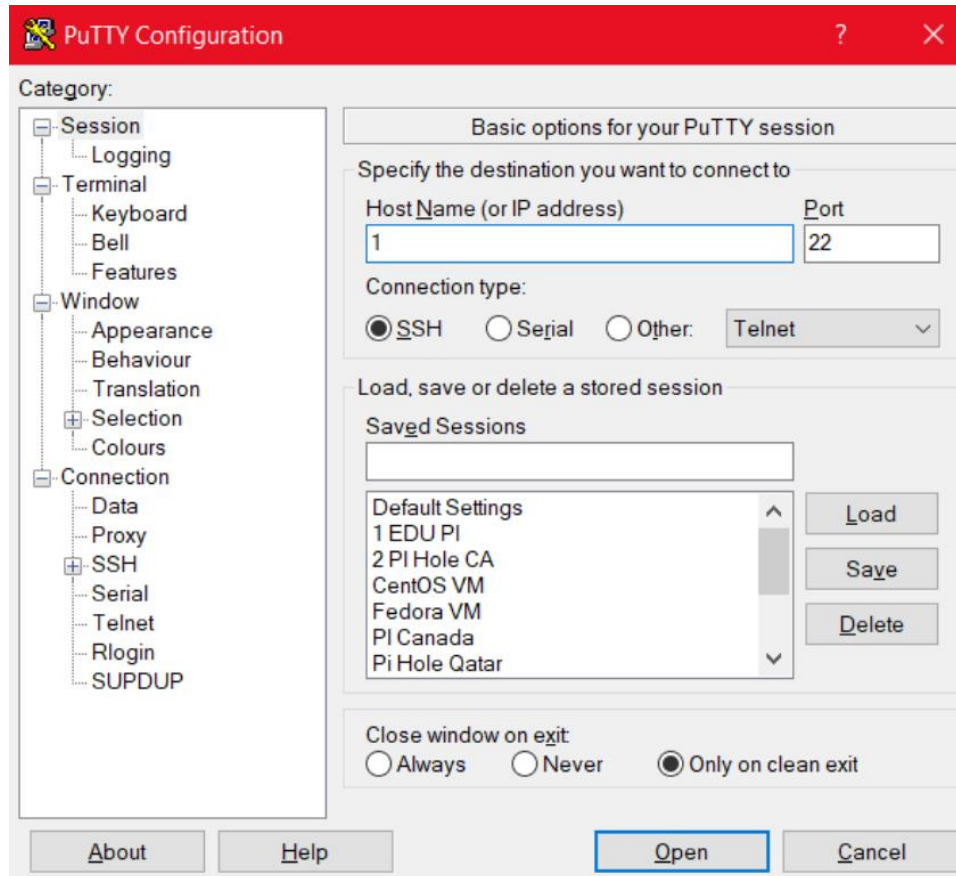 PuTTY Configuration
?
Category:
Session
Logging
Terminal
Keyboard
Bell
Features
Window
Appearance
Behaviour
Translation
Selection
Colours
Connection
Data
Proxy
SSH
Serial
Telnet
Rlogin
SUPDUP
Basic options for your PuTTY session
Specify the destination you want to connect to
Host Name (or IP address) Port
1 22
Connection type:
SSH Serial Other: Telnet
Load, save or delete a stored session
Saved Sessions
Default Settings
1 EDU PI
2 PI Hole CA
CentOS VM
Fedora VM
PI Canada
Pi Hole Qatar
Load
Save
Delete
Close window on exit:
Always Never Only on clean exit
About Help Open Cancel